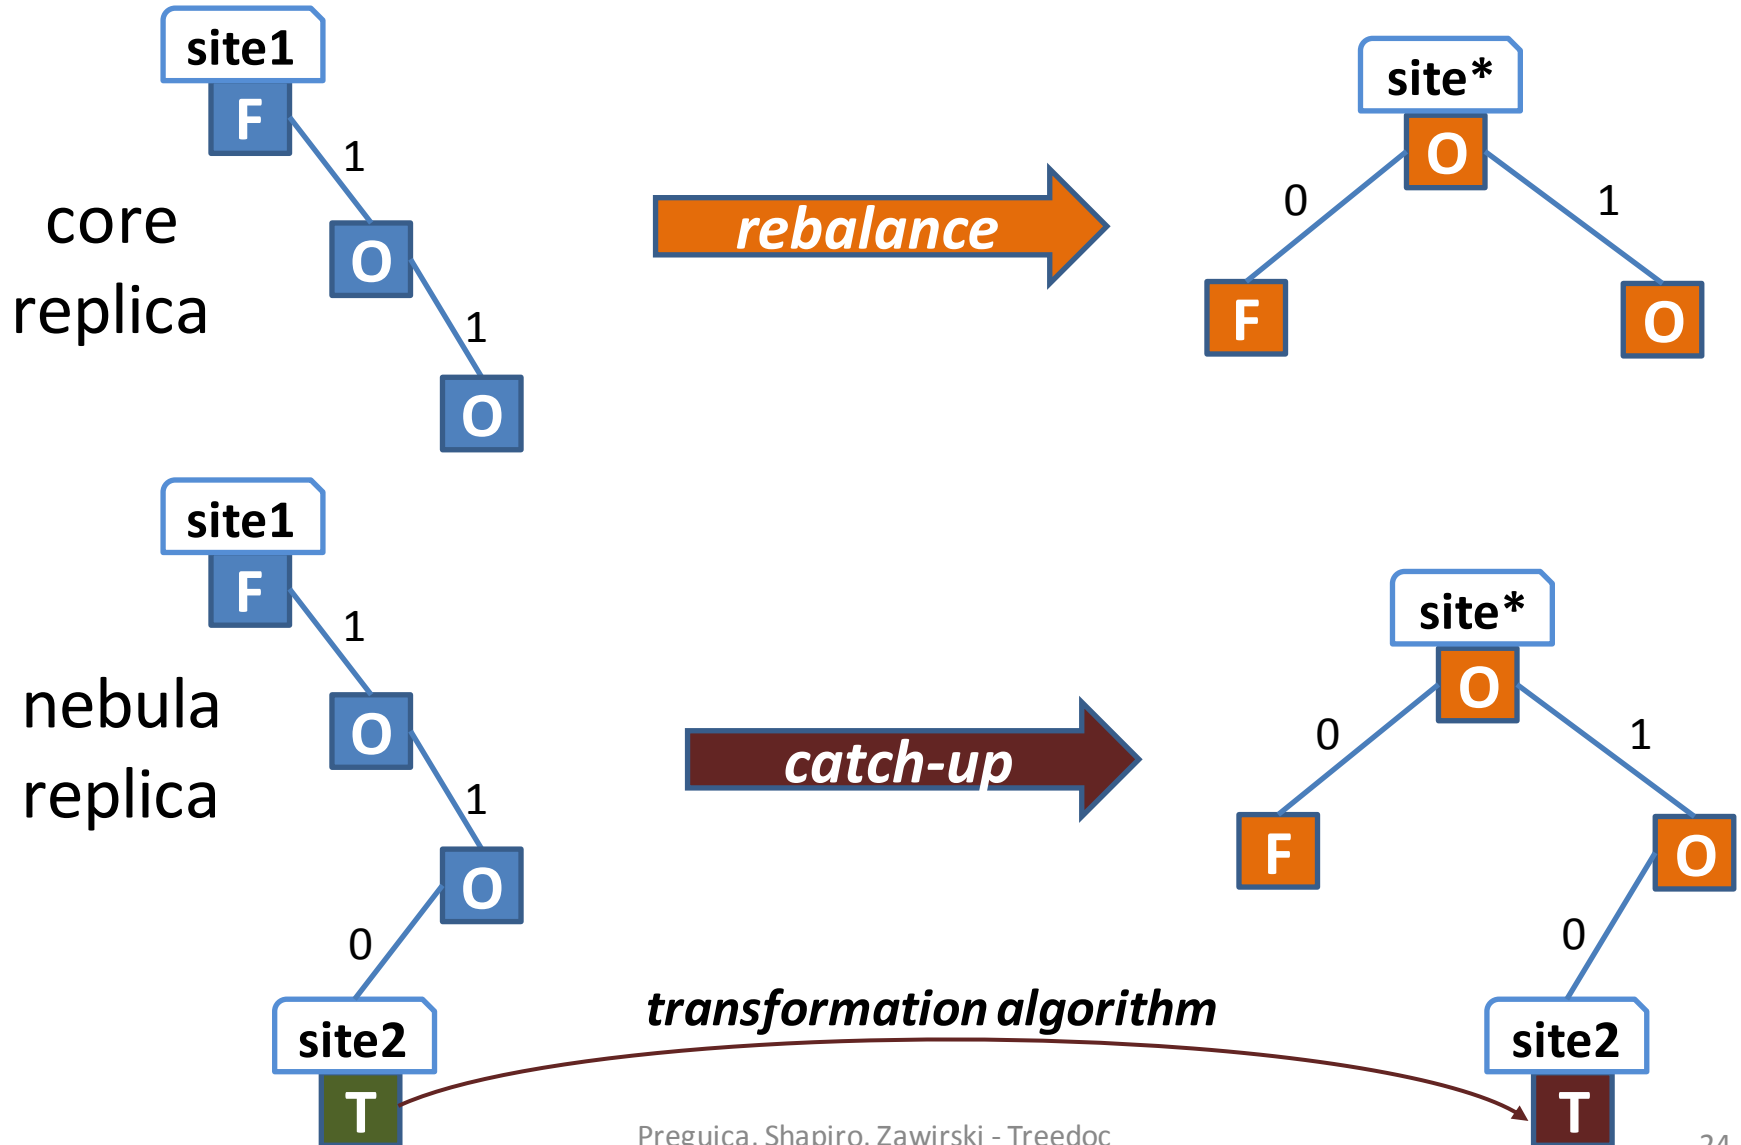 site1
F
1
core
replica
O
1
O
rebalance
site*
O
0
1
F
O
site1
F
1
nebula
replica
O
1
O
0
site2
T
catch-up
transformation algorithm
site*
O
0
1
F
O
0
site2
T
Preguica, Shapiro, Zawirski - Treedoc
24